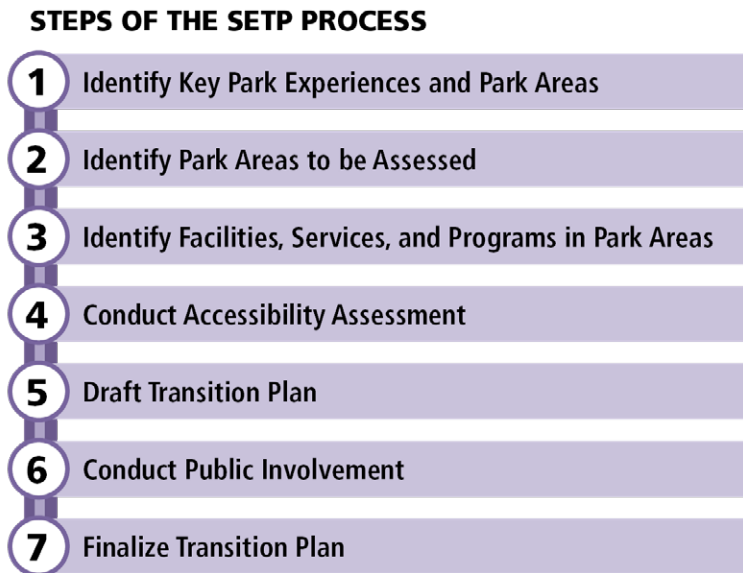 STEPS OF THE SETP PROCESS
1 Identify Key Park Experiences and Park Areas
2 Identify Park Areas to be Assessed
3 Identify Facilities, Services, and Programs in Park Areas
4 Conduct Accessibility Assessment
5 Draft Transition Plan
6 Conduct Public Involvement
7 Finalize Transition Plan